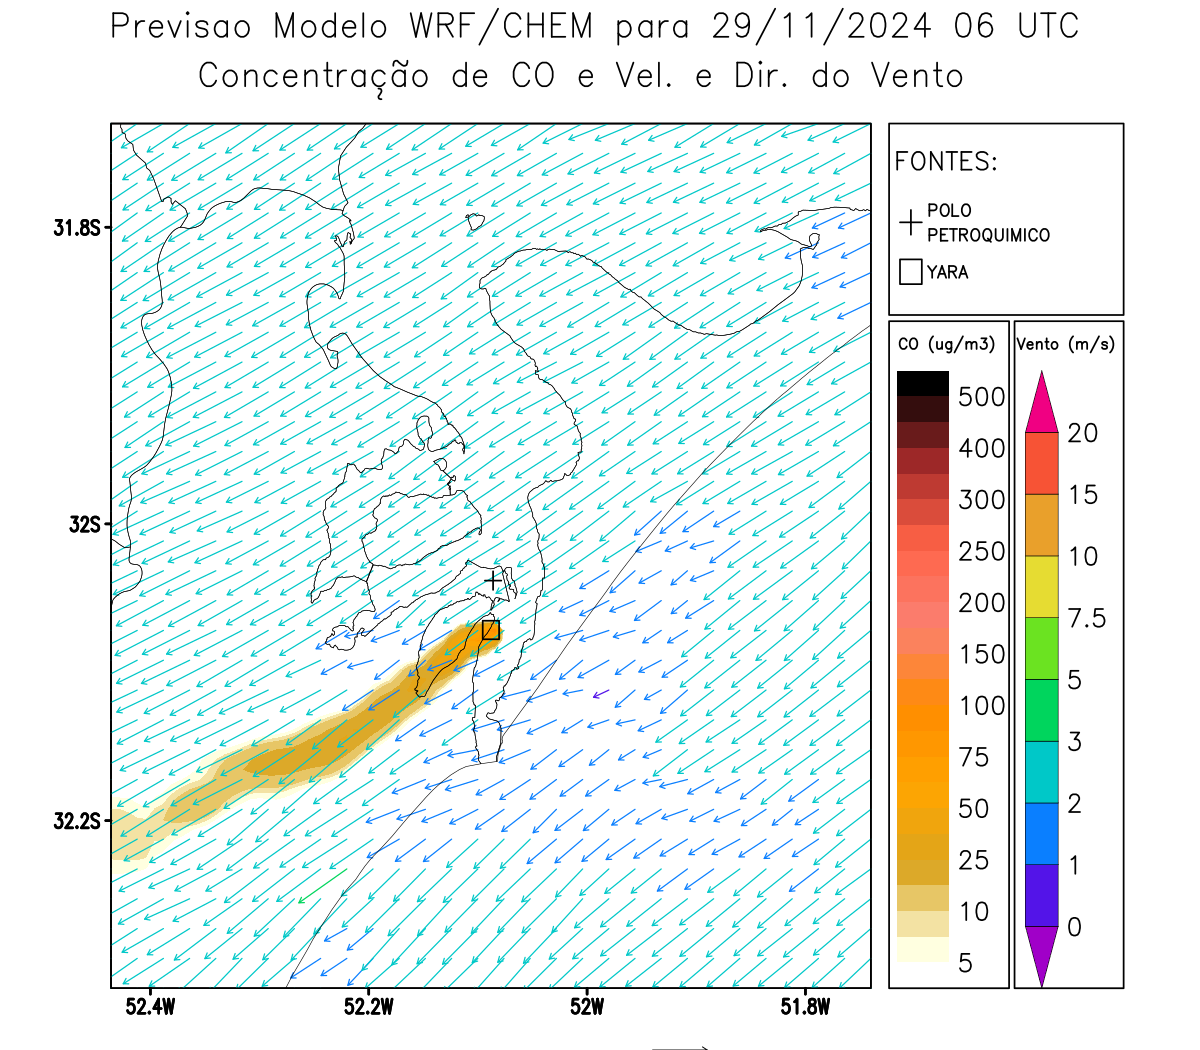 Previsao Modelo WRF/CHEM para 29/11/2024 06 UTC
Concentração de CO e Vel. e Dir. do Vento
FONTES:
POLO
PETROQUIMICO
YARA
31.8S
32S
32.2S
52.4W
52.2W
52W
51.8W
CO (ug/m3)
500
400
300
250
200
150
100
75
50
25
10
5
Vento (m/s)
20
15
10
7.5
5
3
2
1
0